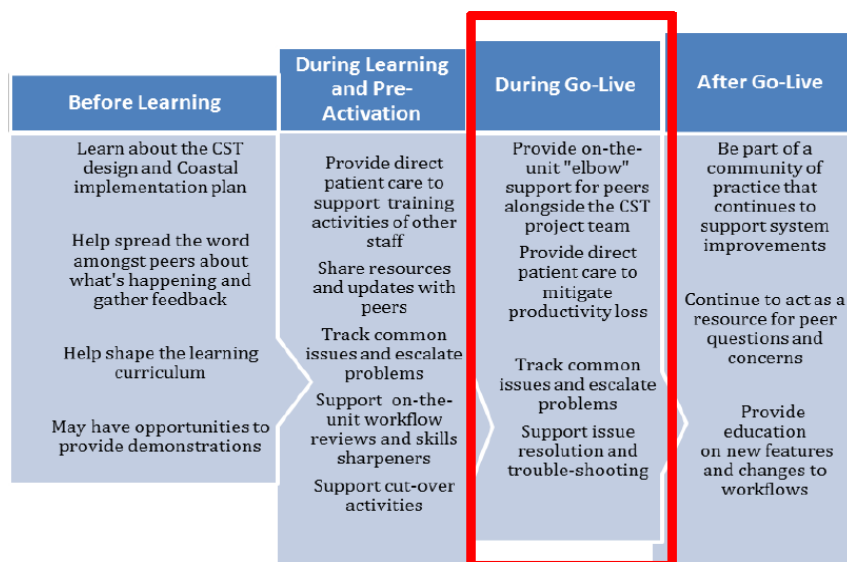 Before Learning
Learn about the CST
design and Coastal
implementation plan
Help spread the word
amongst peers about
what's happening and
gather feedback
Help shape the learning
curriculum
May have opportunities to
provide demonstrations
During Learning
and Pre-
Activation
Provide direct
patient care to
support training
activities of other
staff
Share resources
and updates with
peers
Track common
issues and escalate
problems
Support on-the-
unit workflow
reviews and skills
sharpeners
Support cut-over
activities
During Go-Live
Provide on-the-
unit "elbow"
support for peers
alongside the CST
project team
Provide direct
patient care to
mitigate
productivity loss
Track common
issues and escalate
problems
Support issue
resolution and
trouble-shooting
After Go-Live
Be part of a
community of
practice that
continues to
support system
improvements
Continue to act as a
resource for peer
questions and
concerns
Provide
education
on new features
and changes to
workflows